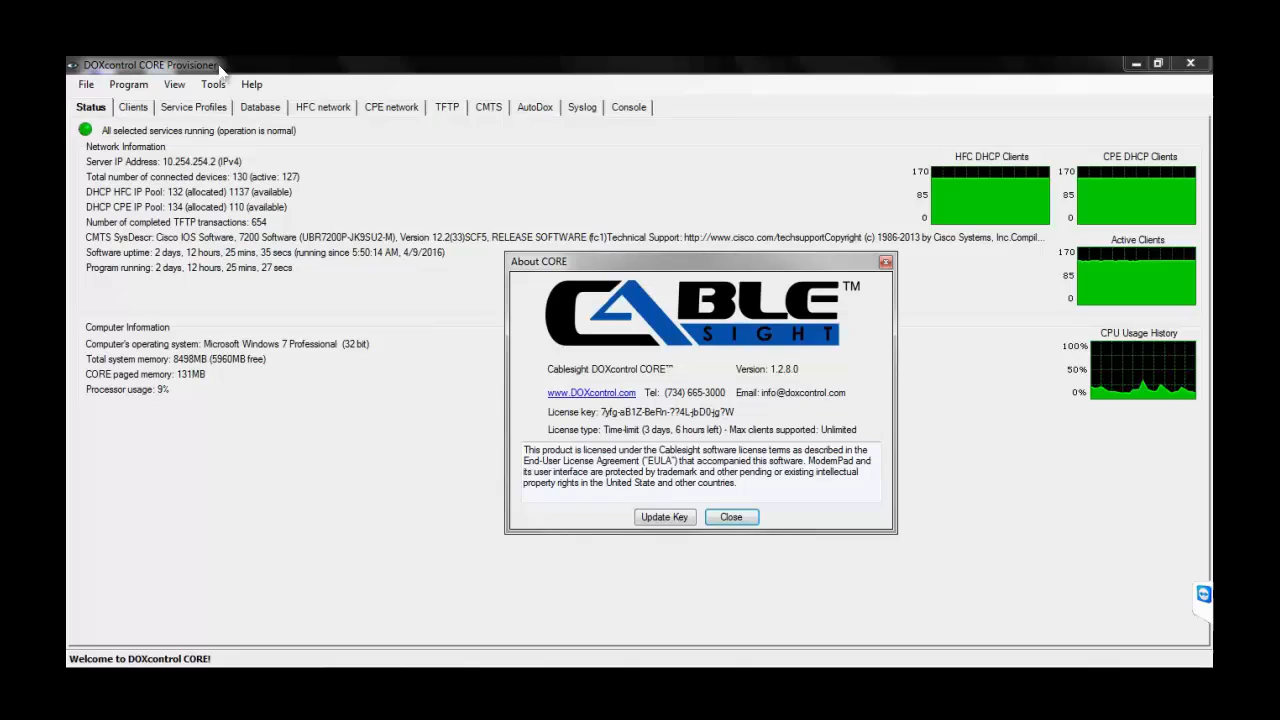 DOXcontrol CORE Provisioner
File Program View Tools Help
Status Clients Service Profiles Database HFC network CPE network TFTP CMTS AutoDox Syslog Console
All selected services running (operation is normal)
Network Information
Server IP Address: 10.254.254.2 (IPv4)
Total number of connected devices: 130 (active: 127)
DHCP HFC IP Pool: 132 (allocated) 1137 (available)
DHCP CPE IP Pool: 134 (allocated) 110 (available)
Number of completed TFTP transactions: 654
CMTS SysDescr: Cisco IOS Software, 7200 Software (UBR7200P-JK9SU2-M), Version 12.2(33)SCF5, RELEASE SOFTWARE (fc1)Technical Support: http://www.cisco.com/techsupportCopyright (c) 1986-2013 by Cisco Systems, Inc.Compil...
Software uptime: 2 days, 12 hours, 25 mins, 35 secs (running since 5:50:14 AM, 4/9/2016)
Program running: 2 days, 12 hours, 25 mins, 27 secs
HFC DHCP Clients
170
85
0
CPE DHCP Clients
170
85
0
Active Clients
170
85
0
Computer Information
Computer's operating system: Microsoft Windows 7 Professional (32 bit)
Total system memory: 8498MB (5960MB free)
CORE paged memory: 131MB
Processor usage: 9%
CPU Usage History
100%
50%
0%
About CORE
CABLE TM
SIGHT
Cablesight DOXcontrol CORE™ Version: 1.2.8.0
www.DOXcontrol.com Tel: (734) 665-3000 Email: info@doxcontrol.com
License key: 7yfg-aB1Z-BeRn-??4L-jbD0-jg?W
License type: Time-limit (3 days, 6 hours left) - Max clients supported: Unlimited
This product is licensed under the Cablesight software license terms as described in the
End-User License Agreement ("EULA") that accompanied this software. ModemPad and
its user interface are protected by trademark and other pending or existing intellectual
property rights in the United State and other countries.
Update Key Close
Welcome to DOXcontrol CORE!